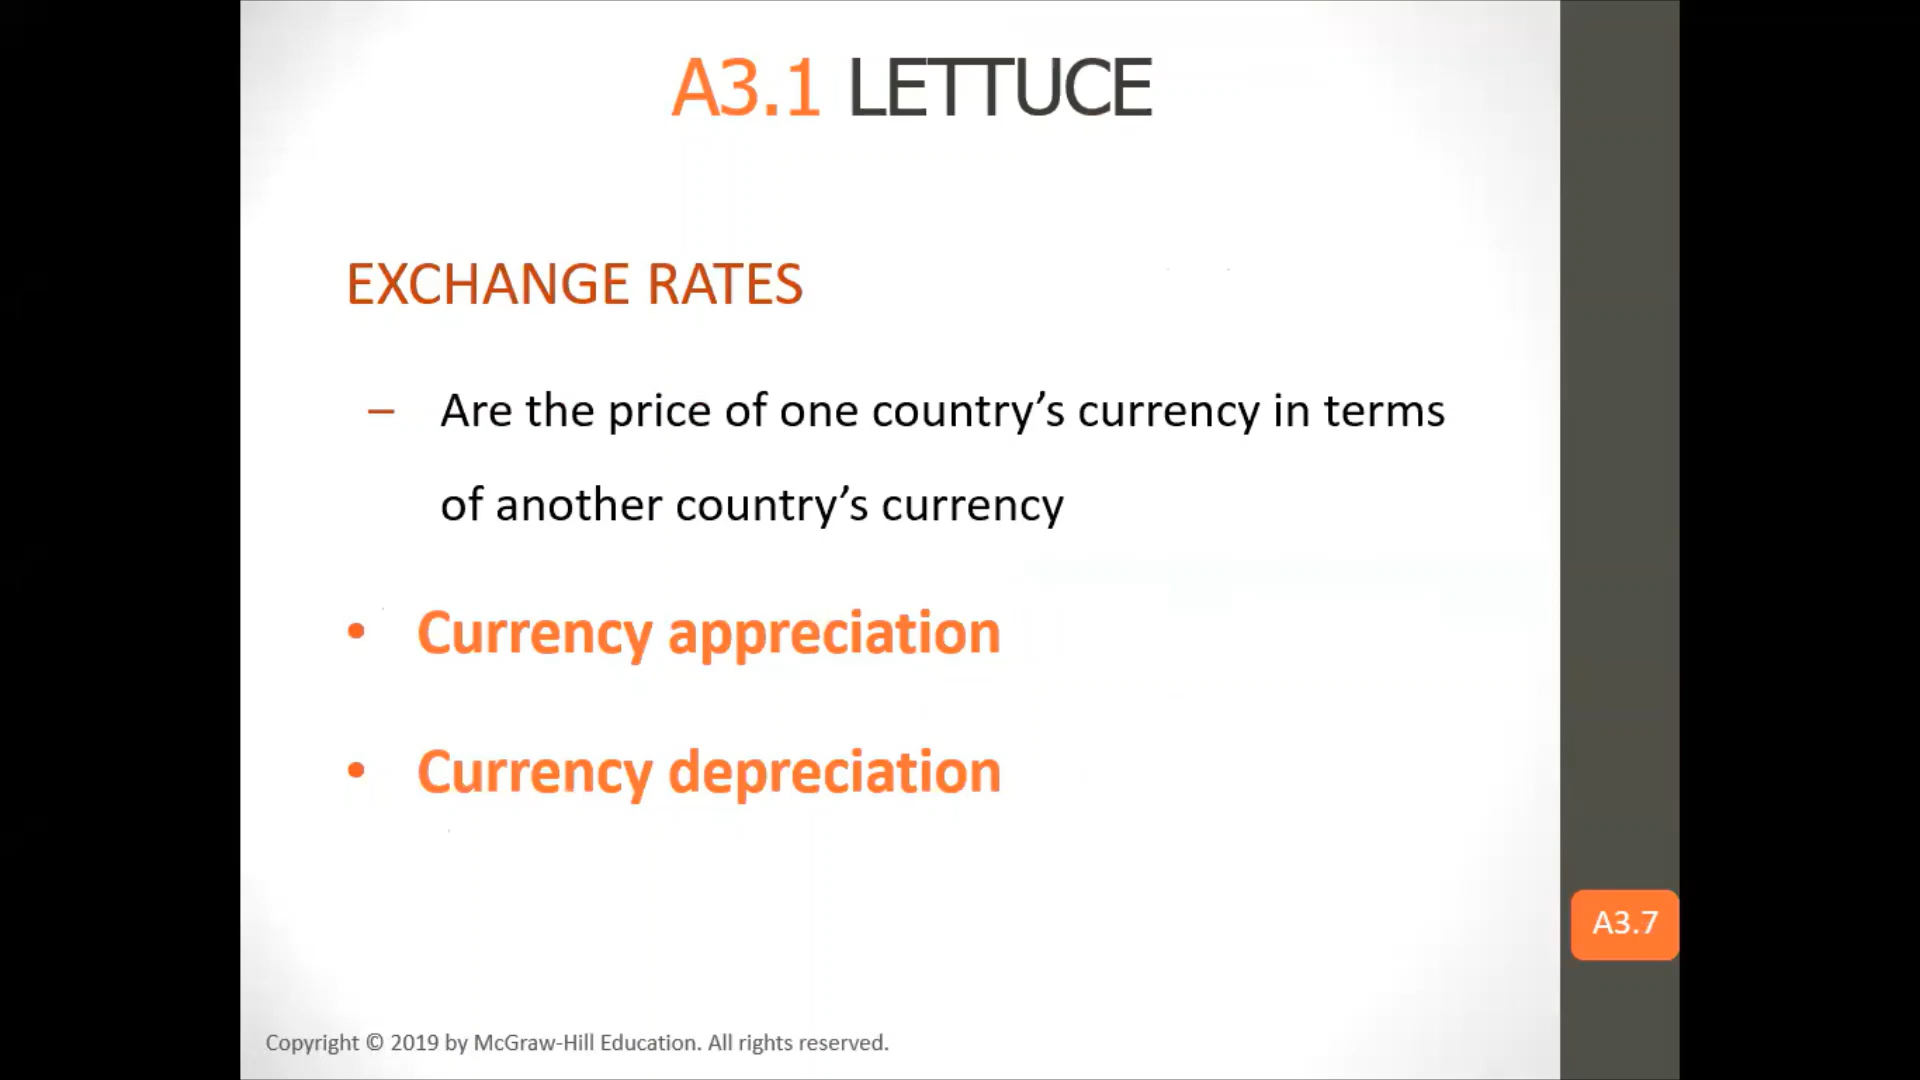 A3.1 LETTUCE
EXCHANGE RATES
– Are the price of one country’s currency in terms
of another country’s currency
• Currency appreciation
• Currency depreciation
A3.7
Copyright © 2019 by McGraw-Hill Education. All rights reserved.